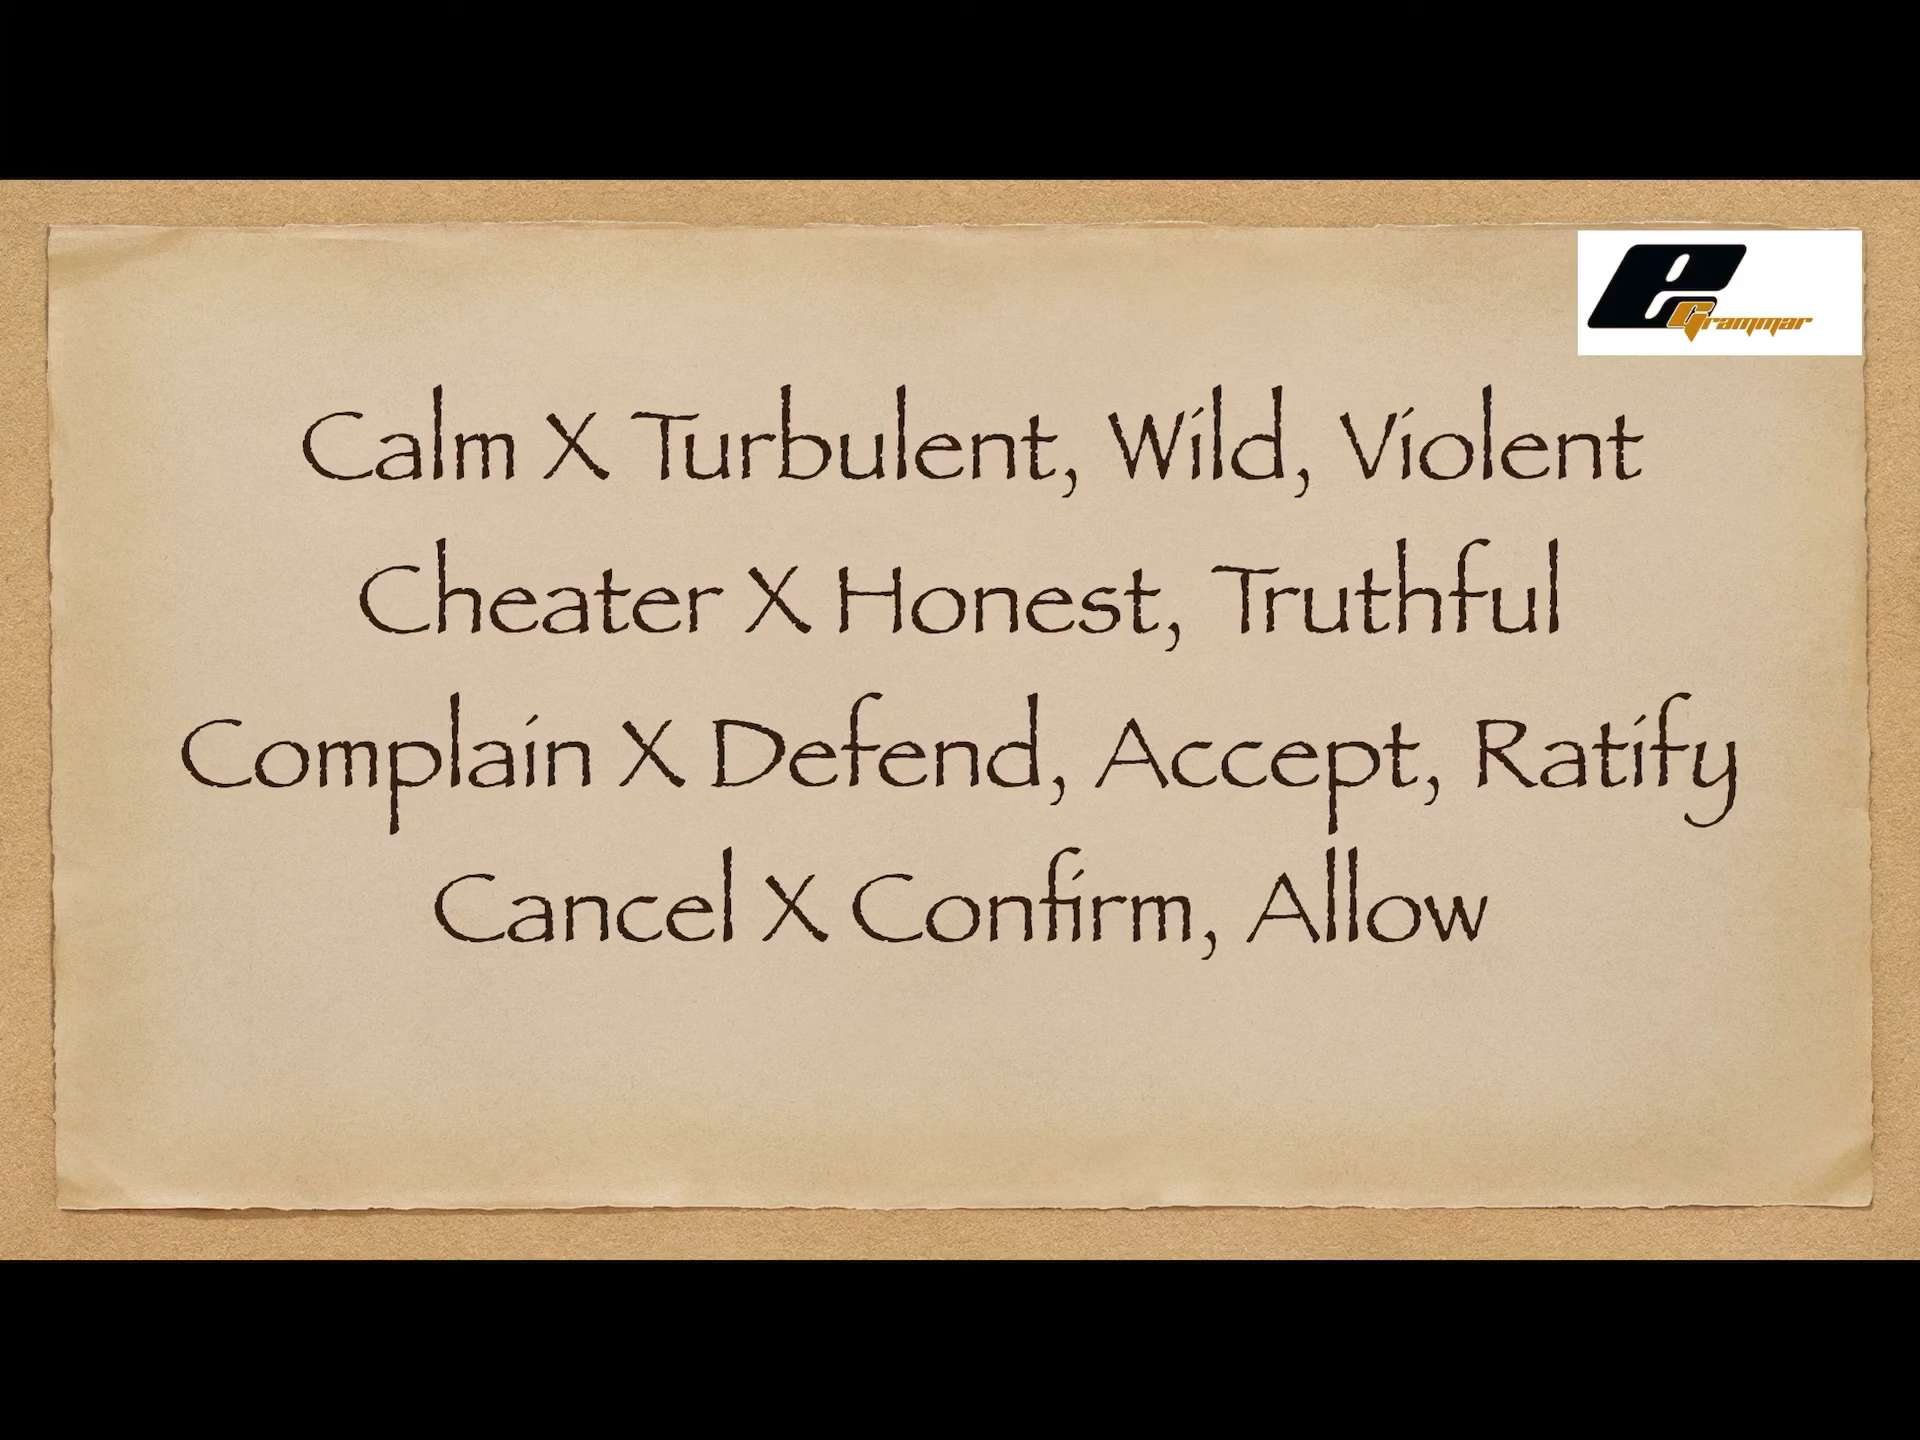 e Grammar
Calm X Turbulent, Wild, Violent
Cheater X Honest, Truthful
Complain X Defend, Accept, Ratify
Cancel X Confirm, Allow